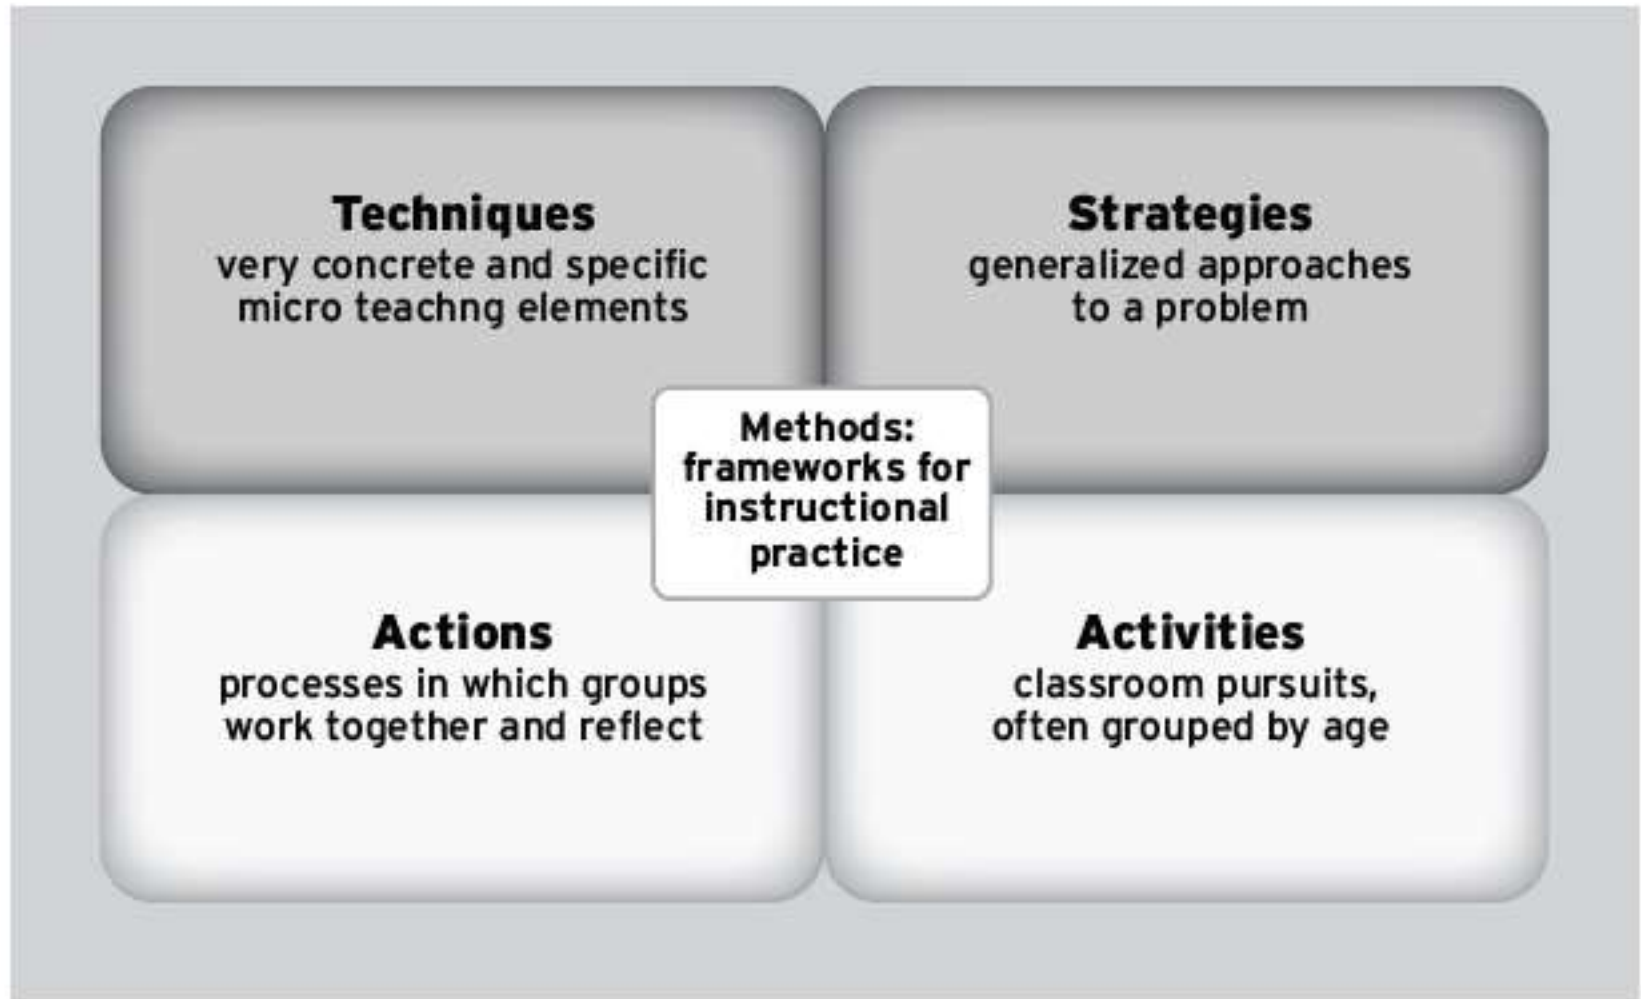 Techniques
very concrete and specific
micro teachng elements
Strategies
generalized approaches
to a problem
Methods:
frameworks for
instructional
practice
Actions
processes in which groups
work together and reflect
Activities
classroom pursuits,
often grouped by age